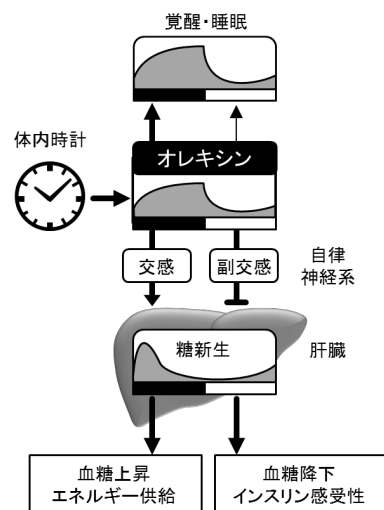 覚醒・睡眠
体内時計
オレキシン
交感
副交感
自律
神経系
糖新生
肝臓
血糖上昇
エネルギー供給
血糖降下
インスリン感受性